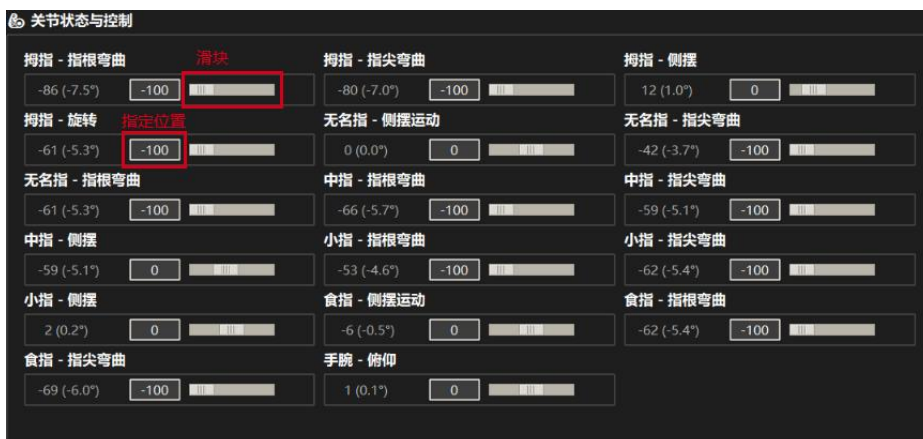 关节状态与控制
拇指 - 指根弯曲 滑块 拇指 - 指尖弯曲 拇指 - 侧摆
-86 (-7.5°) -100 -80 (-7.0°) -100 12 (1.0°) 0
拇指 - 旋转 指定位置 无名指 - 侧摆运动 无名指 - 指尖弯曲
-61 (-5.3°) -100 0 (0.0°) 0 -42 (-3.7°) -100
无名指 - 指根弯曲 中指 - 指根弯曲 中指 - 指尖弯曲
-61 (-5.3°) -100 -66 (-5.7°) -100 -59 (-5.1°) -100
中指 - 侧摆 小指 - 指根弯曲 小指 - 指尖弯曲
-59 (-5.1°) 0 -53 (-4.6°) -100 -62 (-5.4°) -100
小指 - 侧摆 食指 - 侧摆运动 食指 - 指根弯曲
2 (0.2°) 0 -6 (-0.5°) 0 -62 (-5.4°) -100
食指 - 指尖弯曲 手腕 - 俯仰
-69 (-6.0°) -100 1 (0.1°) 0